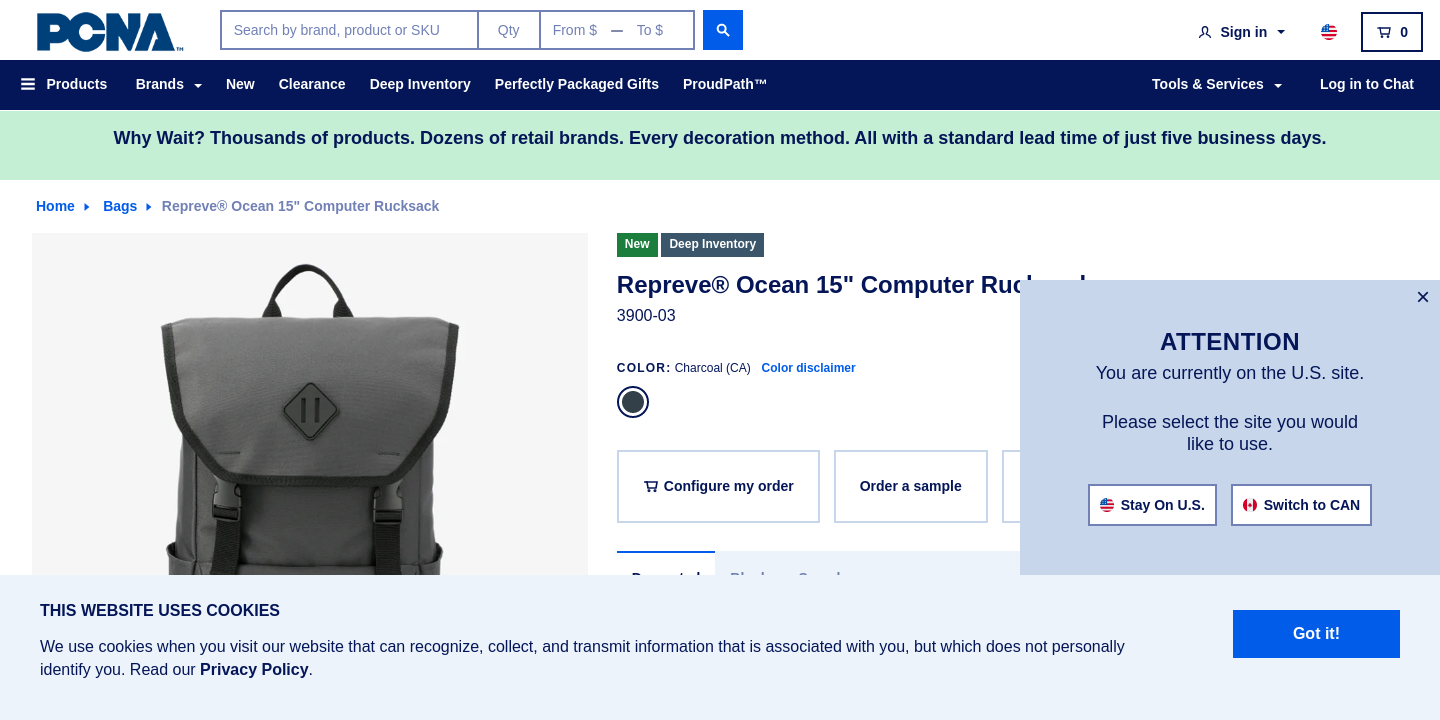 PCNA™
Search by brand, product or SKU
Qty
From $ — To $
Sign in
0
Products
Brands
New
Clearance
Deep Inventory
Perfectly Packaged Gifts
ProudPath™
Tools & Services
Log in to Chat
Why Wait? Thousands of products. Dozens of retail brands. Every decoration method. All with a standard lead time of just five business days.
Home
Bags
Repreve® Ocean 15" Computer Rucksack
New
Deep Inventory
Repreve® Ocean 15" Computer
3900-03
COLOR: Charcoal (CA) Color disclaimer
Configure my order
Order a sample
×
ATTENTION
You are currently on the U.S. site.
Please select the site you would
like to use.
Stay On U.S.
Switch to CAN
THIS WEBSITE USES COOKIES
We use cookies when you visit our website that can recognize, collect, and transmit information that is associated with you, but which does not personally
identify you. Read our Privacy Policy.
Got it!